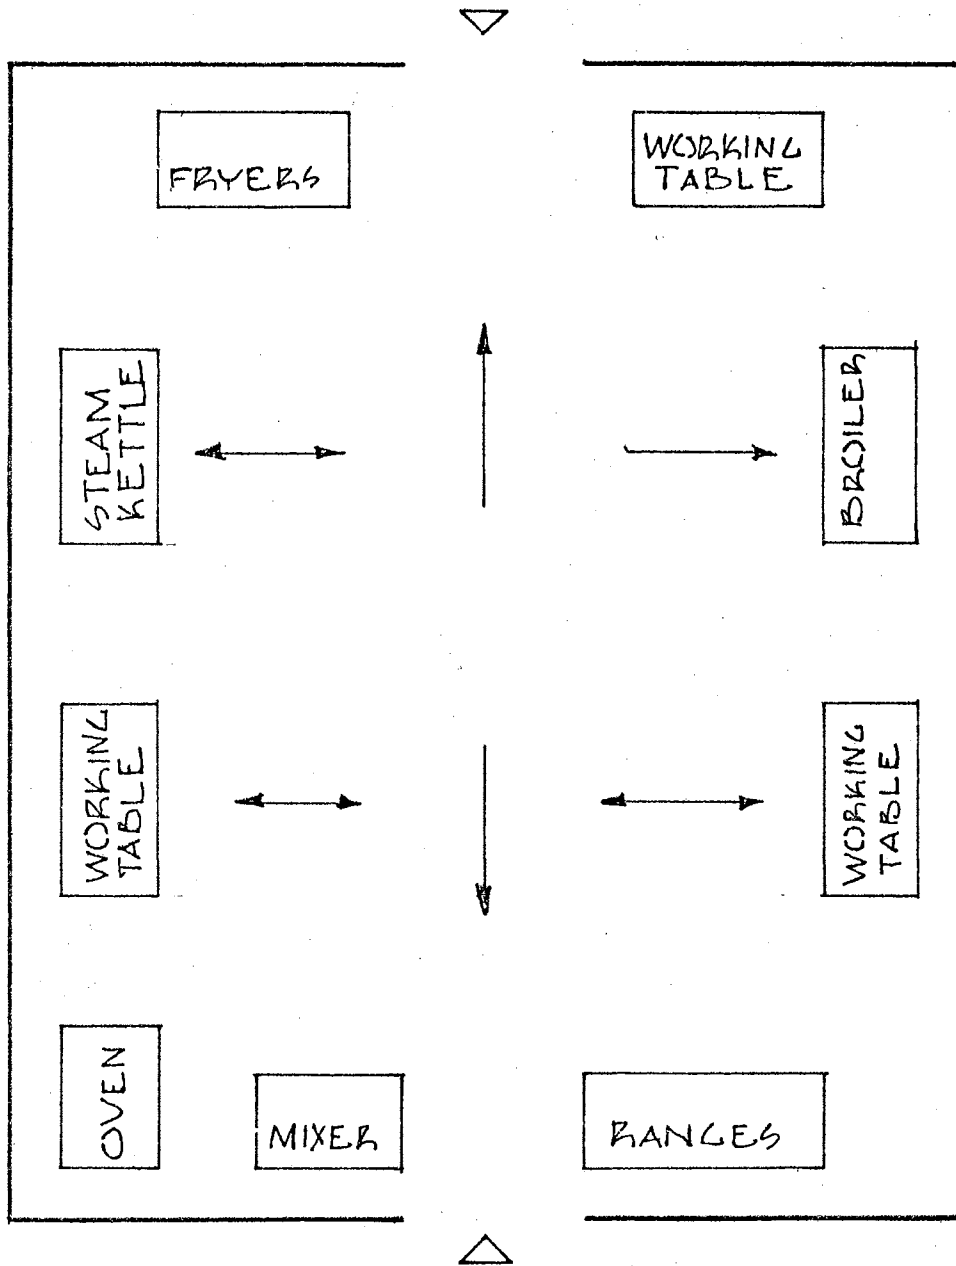 FRYERS
WORKING
TABLE
STEAM
KETTLE
BROILER
WORKING
TABLE
WORKING
TABLE
OVEN
MIXER
RANGES